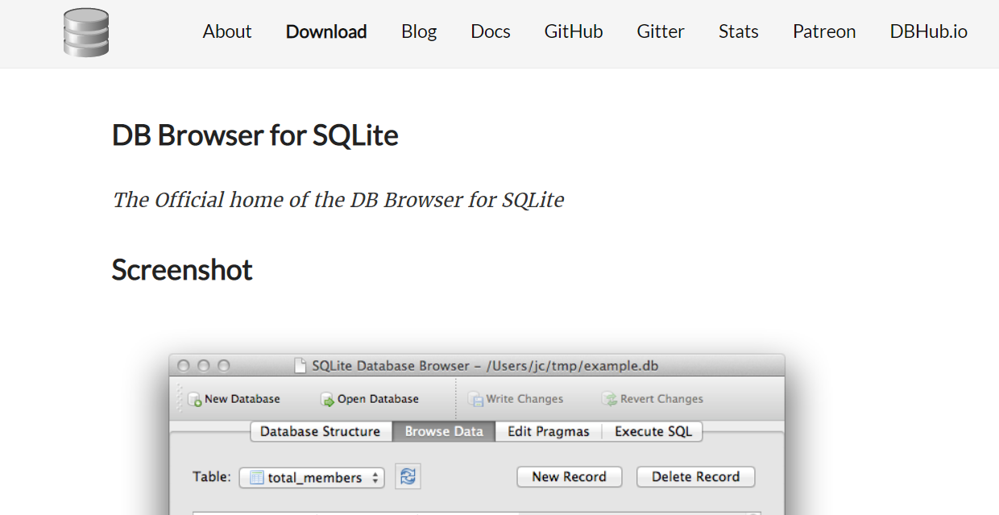 About Download Blog Docs GitHub Gitter Stats Patreon DBHub.io
DB Browser for SQLite
The Official home of the DB Browser for SQLite
Screenshot
SQLite Database Browser – /Users/jc/tmp/example.db
New Database Open Database Write Changes Revert Changes
Database Structure Browse Data Edit Pragmas Execute SQL
Table: total_members New Record Delete Record